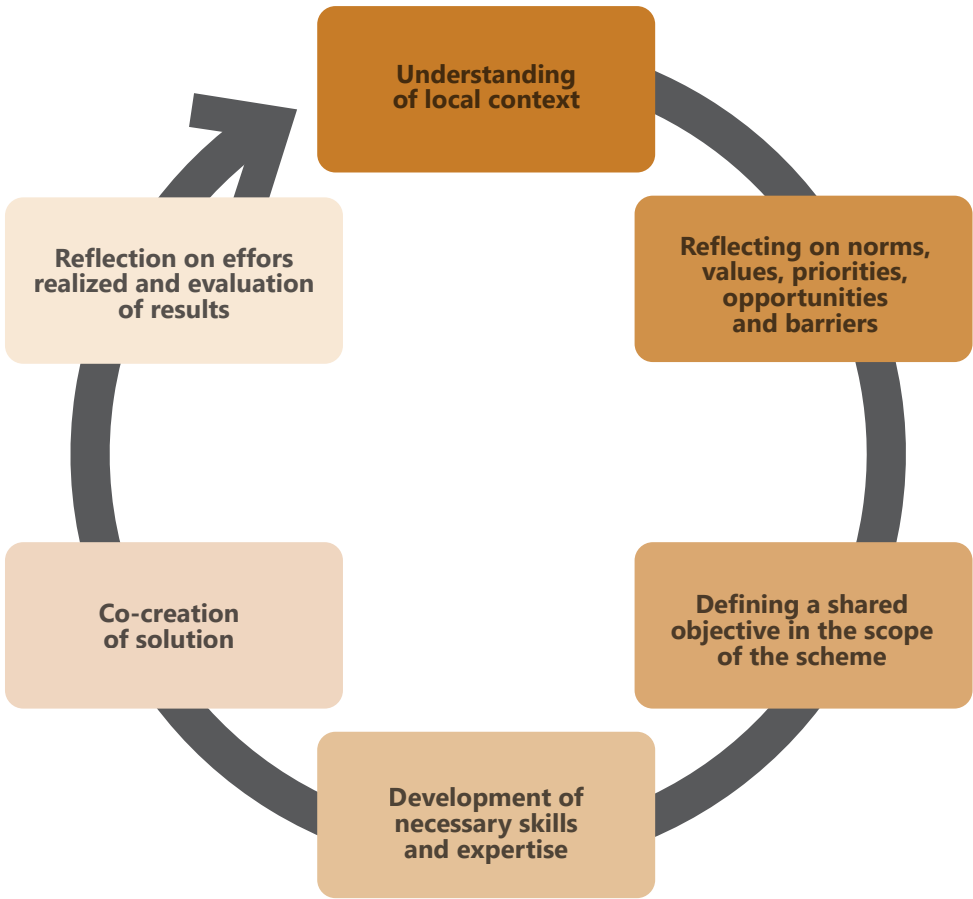 Understanding
of local context
Reflecting on norms,
values, priorities,
opportunities
and barriers
Defining a shared
objective in the scope
of the scheme
Development of
necessary skills
and expertise
Co-creation
of solution
Reflection on effors
realized and evaluation
of results